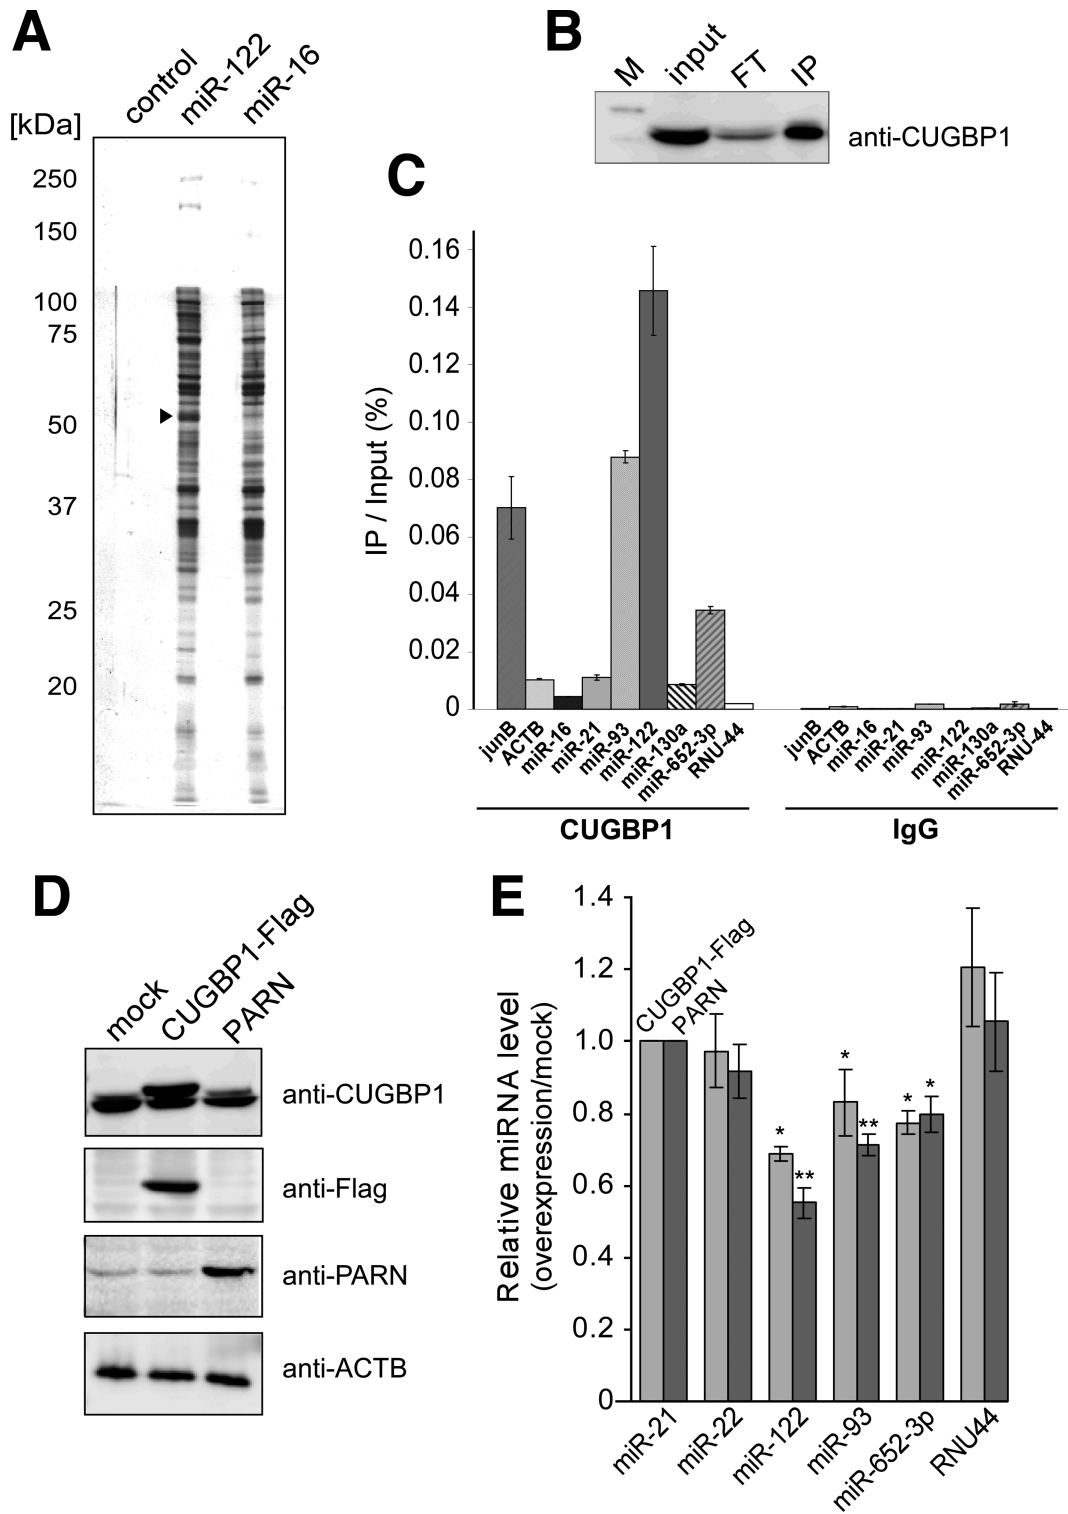 A
control
miR-122
miR-16
[kDa]
250
150
100
75
50
37
25
20
B
M
input
FT
IP
anti-CUGBP1
C
IP / Input (%)
0.16
0.14
0.12
0.10
0.08
0.06
0.04
0.02
0
junB
ACTB
miR-16
miR-21
miR-93
miR-122
miR-130a
miR-652-3p
RNU-44
junB
ACTB
miR-16
miR-21
miR-93
miR-122
miR-130a
miR-652-3p
RNU-44
CUGBP1
IgG
D
mock
CUGBP1-Flag
PARN
anti-CUGBP1
anti-Flag
anti-PARN
anti-ACTB
E
Relative miRNA level
(overexpression/mock)
1.4
1.2
1.0
0.8
0.6
0.4
0.2
0
CUGBP1-Flag
PARN
*
**
*
**
*
*
miR-21
miR-22
miR-122
miR-93
miR-652-3p
RNU44